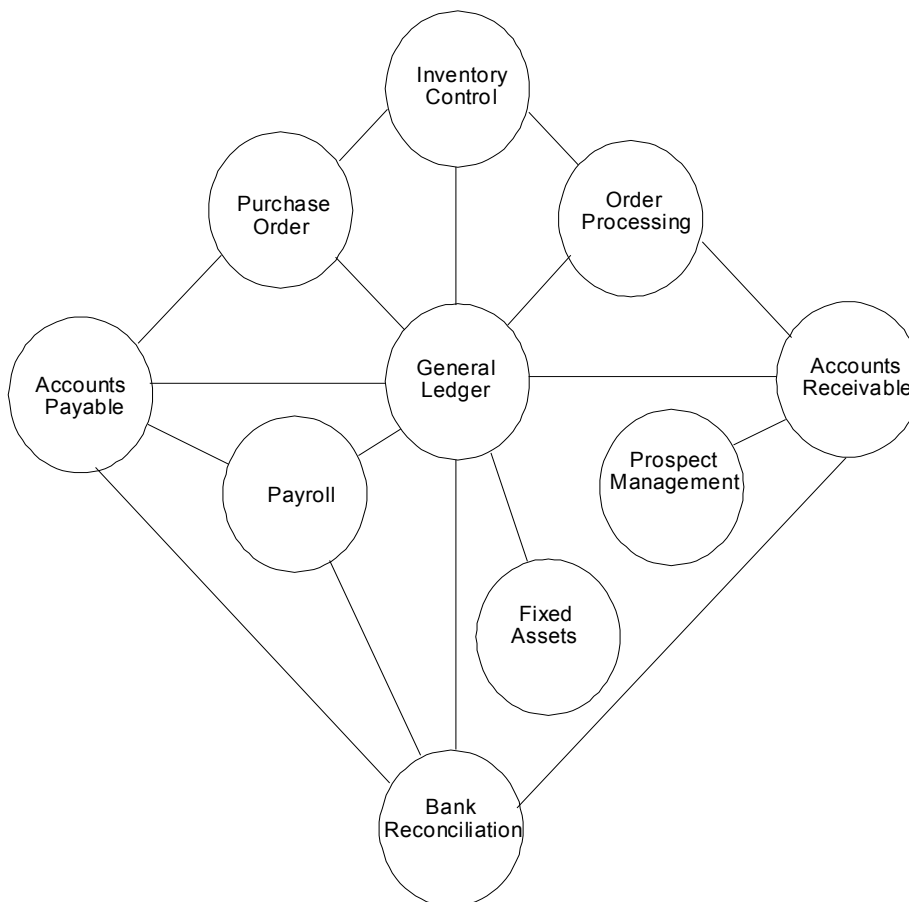 Inventory
Control
Purchase
Order
Order
Processing
General
Ledger
Accounts
Payable
Accounts
Receivable
Payroll
Prospect
Management
Fixed
Assets
Bank
Reconciliation